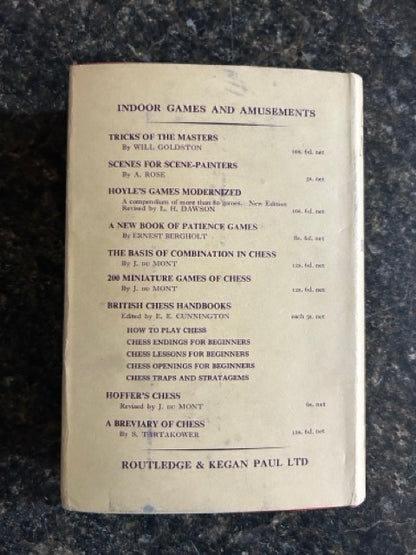 INDOOR GAMES AND AMUSEMENTS
TRICKS OF THE MASTERS
By WILL GOLDSTON 10s. 6d. net
SCENES FOR SCENE-PAINTERS
By A. ROSE 5s. net
HOYLE'S GAMES MODERNIZED
A compendium of more than 80 games. New Edition
Revised by L. H. DAWSON 10s. 6d. net
A NEW BOOK OF PATIENCE GAMES
By ERNEST BERGHOLT 8s. 6d. net
THE BASIS OF COMBINATION IN CHESS
By J. DU MONT 12s. 6d. net
200 MINIATURE GAMES OF CHESS
By J. DU MONT 12s. 6d. net
BRITISH CHESS HANDBOOKS
Edited by E. E. CUNNINGTON each 3s. net
HOW TO PLAY CHESS
CHESS ENDINGS FOR BEGINNERS
CHESS LESSONS FOR BEGINNERS
CHESS OPENINGS FOR BEGINNERS
CHESS TRAPS AND STRATAGEMS
HOFFER'S CHESS
Revised by J. DU MONT 6s. net
A BREVIARY OF CHESS
By S. TARTAKOWER 12s. 6d. net
ROUTLEDGE & KEGAN PAUL LTD